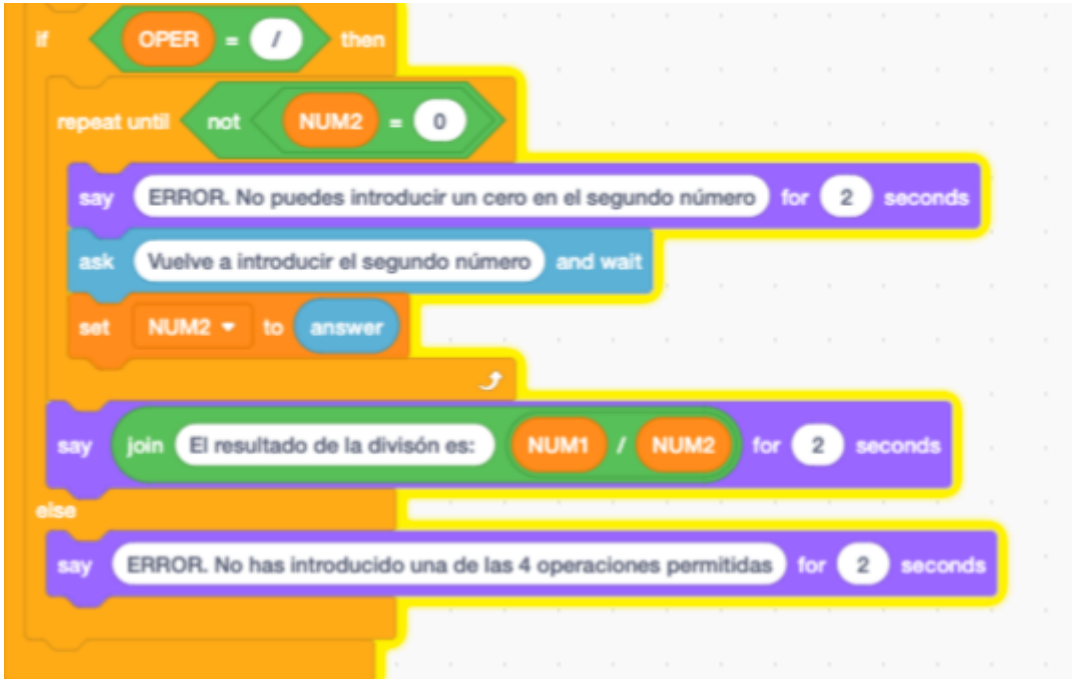 if OPER = / then
repeat until not NUM2 = 0
say ERROR. No puedes introducir un cero en el segundo número for 2 seconds
ask Vuelve a introducir el segundo número and wait
set NUM2 to answer
say join El resultado de la divisón es: NUM1 / NUM2 for 2 seconds
else
say ERROR. No has introducido una de las 4 operaciones permitidas for 2 seconds